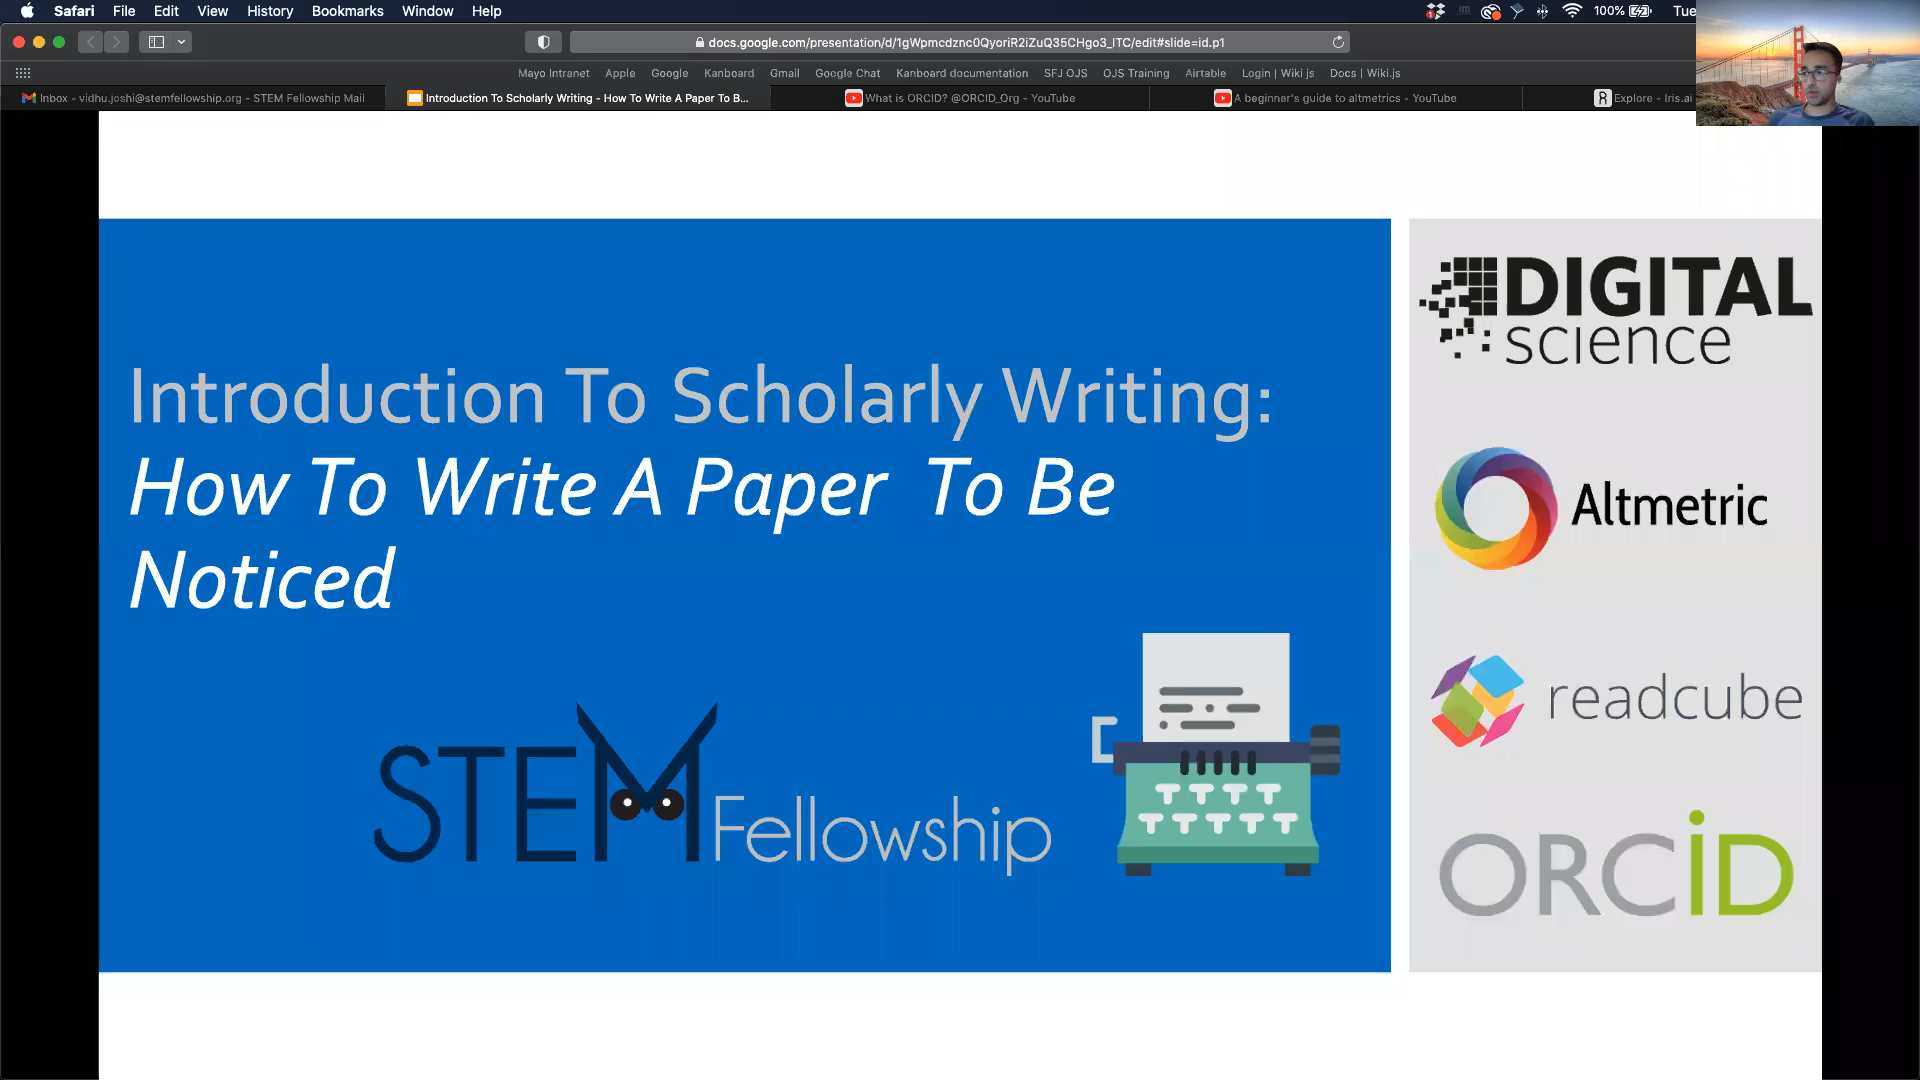 Safari File Edit View History Bookmarks Window Help 100% Tue
docs.google.com/presentation/d/1gWpmcdznc0QyoriR2iZuQ35CHgo3_ITC/edit#slide=id.p1
Mayo Intranet Apple Google Kanboard Gmail Google Chat Kanboard documentation SFJ OJS OJS Training Airtable Login | Wiki js Docs | Wiki.js
Inbox - vidhu.joshi@stemfellowship.org - STEM Fellowship Mail Introduction To Scholarly Writing - How To Write A Paper To B... What is ORCID? @ORCID_Org - YouTube A beginner's guide to altmetrics - YouTube R Explore - Iris.ai
Introduction To Scholarly Writing:
How To Write A Paper To Be
Noticed
STEM Fellowship
DIGITAL
science
Altmetric
readcube
ORCiD